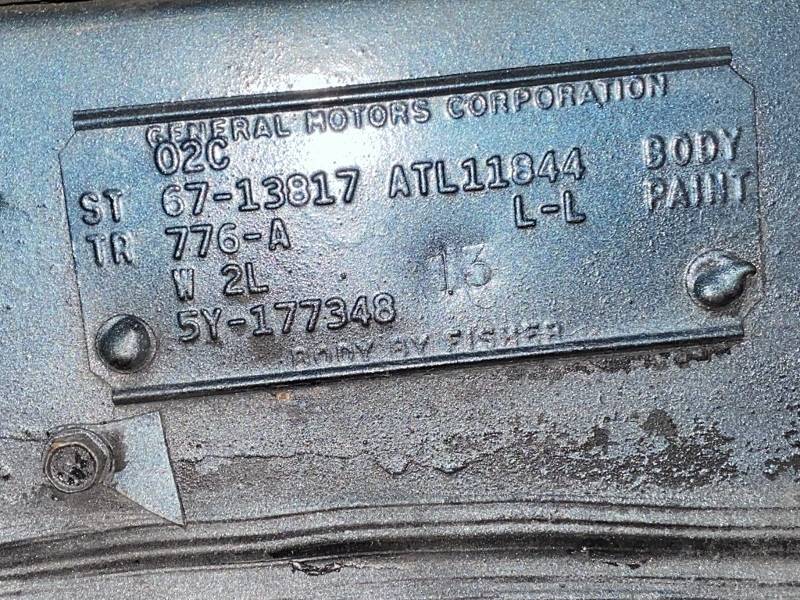 GENERAL MOTORS CORPORATION
02C
ST 67-13817 ATL11844 BODY
TR 776-A L-L PAINT
W 2L 13
5Y-177348
BODY BY FISHER